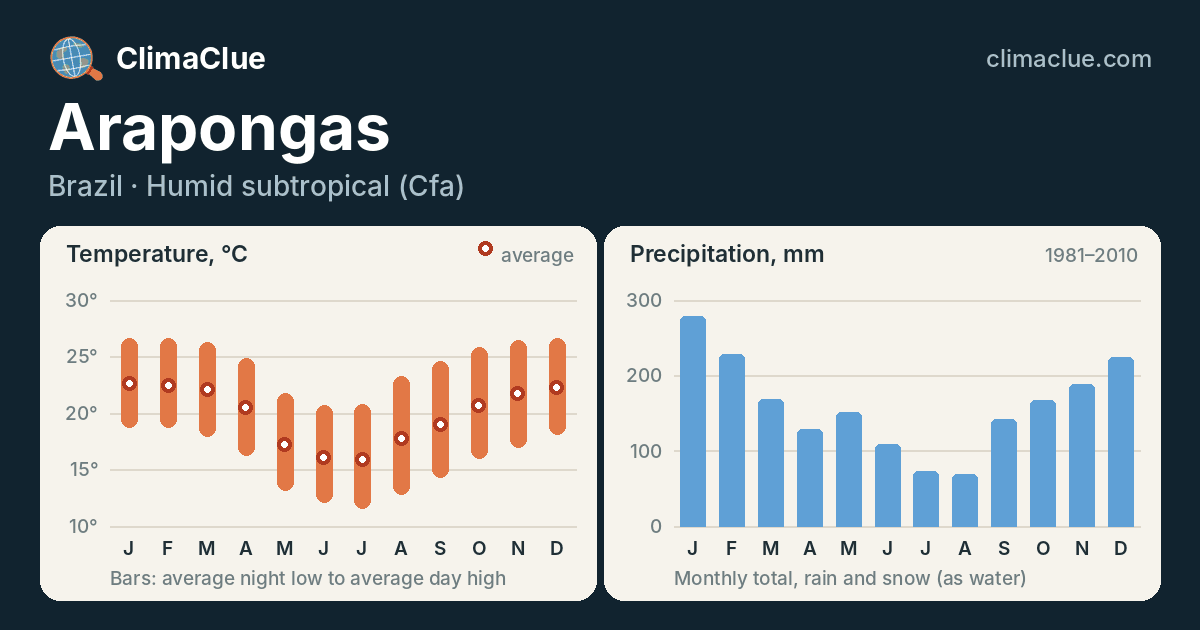 ClimaClue
climaclue.com
Arapongas
Brazil · Humid subtropical (Cfa)
Temperature, °C
average
30°
25°
20°
15°
10°
J F M A M J J A S O N D
Bars: average night low to average day high
Precipitation, mm
1981–2010
300
200
100
0
J F M A M J J A S O N D
Monthly total, rain and snow (as water)